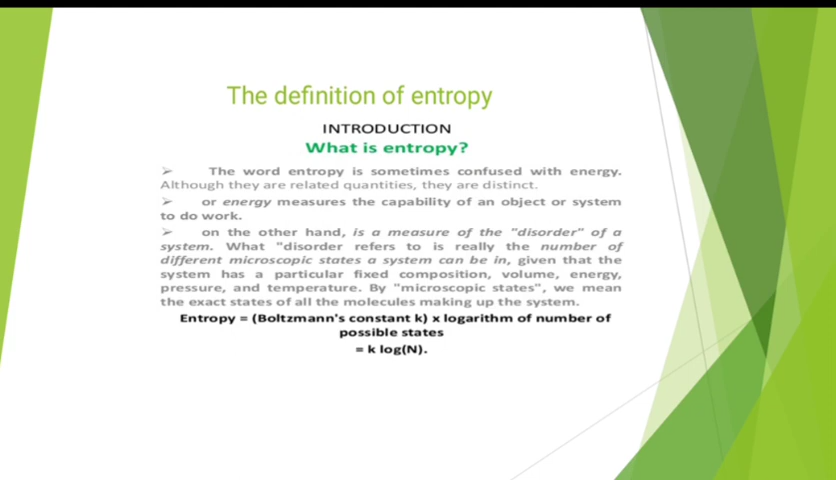 The definition of entropy
INTRODUCTION
What is entropy?
➢ The word entropy is sometimes confused with energy.
Although they are related quantities, they are distinct.
➢ or energy measures the capability of an object or system
to do work.
➢ on the other hand, is a measure of the "disorder" of a
system. What "disorder refers to is really the number of
different microscopic states a system can be in, given that the
system has a particular fixed composition, volume, energy,
pressure, and temperature. By "microscopic states", we mean
the exact states of all the molecules making up the system.
Entropy = (Boltzmann's constant k) x logarithm of number of
possible states
= k log(N).